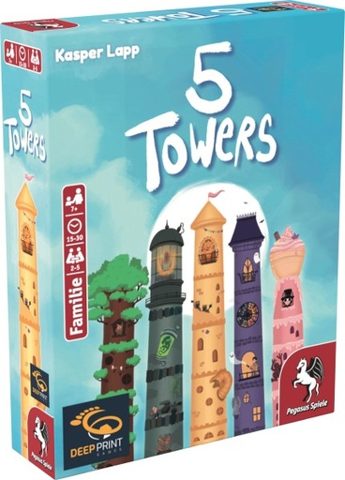 Kasper Lapp
5
TOWERS
Familie
7+
15-30
2-5
DEEP PRINT
GAMES
Pegasus Spiele
5
TOWERS